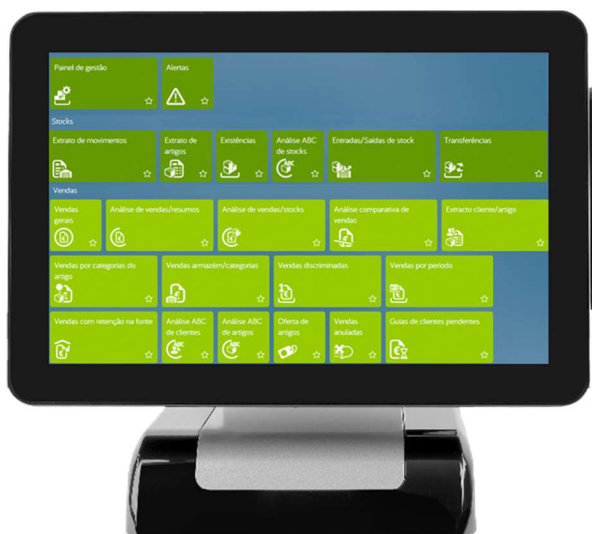 Painel de gestão
Alertas
Stocks
Extrato de movimentos
Extrato de
artigos
Existências
Análise ABC
de stocks
Entradas/Saídas de stock
Transferências
Vendas
Vendas
gerais
Análise de vendas/resumos
Análise de vendas/stocks
Análise comparativa de
vendas
Extracto cliente/artigo
Vendas por categorias do
artigo
Vendas armazém/categorias
Vendas discriminadas
Vendas por período
Vendas com retenção na fonte
Análise ABC
de clientes
Análise ABC
de artigos
Oferta de
artigos
Vendas
anuladas
Guias de clientes pendentes